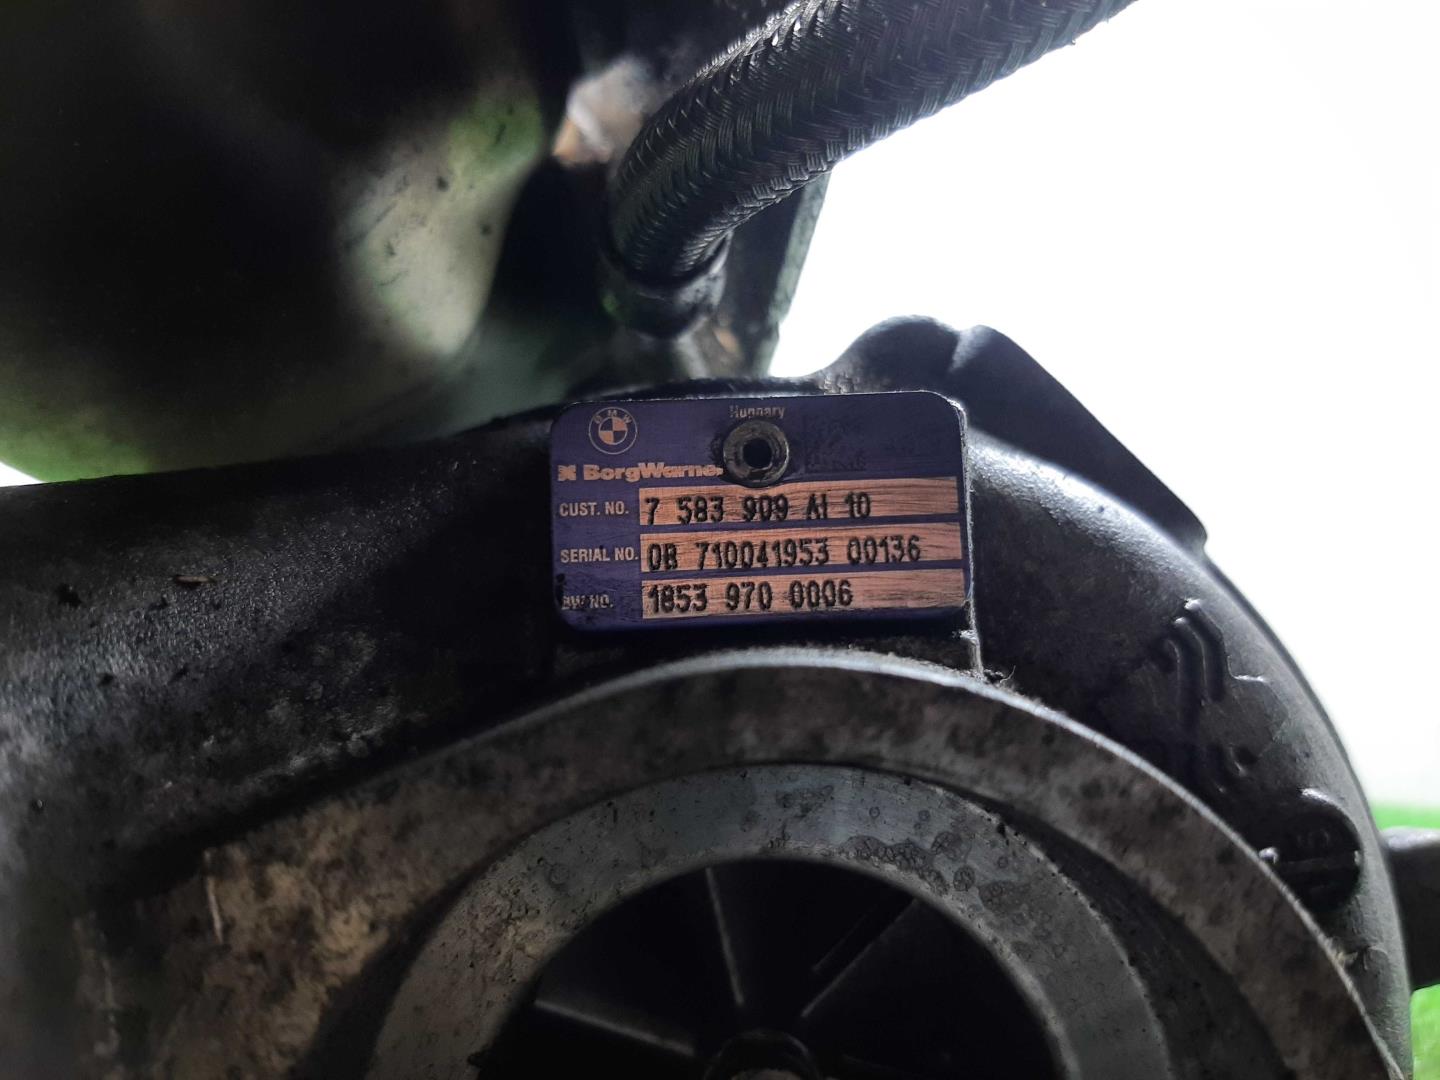 BMW
Hungary
BorgWarner
CUST. NO. 7 583 909 AI 10
SERIAL NO. 0B 710041953 00136
BW NO. 1853 970 0006